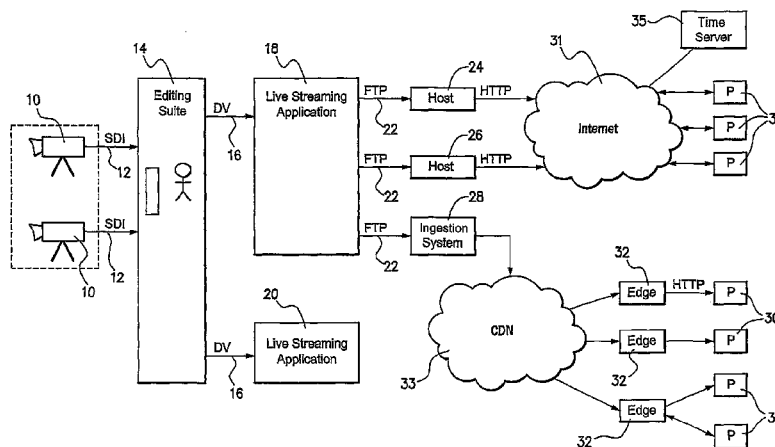 35
Time
Server
14
18
24
31
Editing
Suite
Live Streaming
Application
FTP
Host
HTTP
Internet
P
DV
22
10
SDI
26
P
16
FTP
Host
HTTP
P
12
22
28
SDI
FTP
Ingestion
System
22
32
12
10
Edge
HTTP
P
20
CDN
30
Edge
P
Live Streaming
Application
DV
33
32
P
16
Edge
32
P